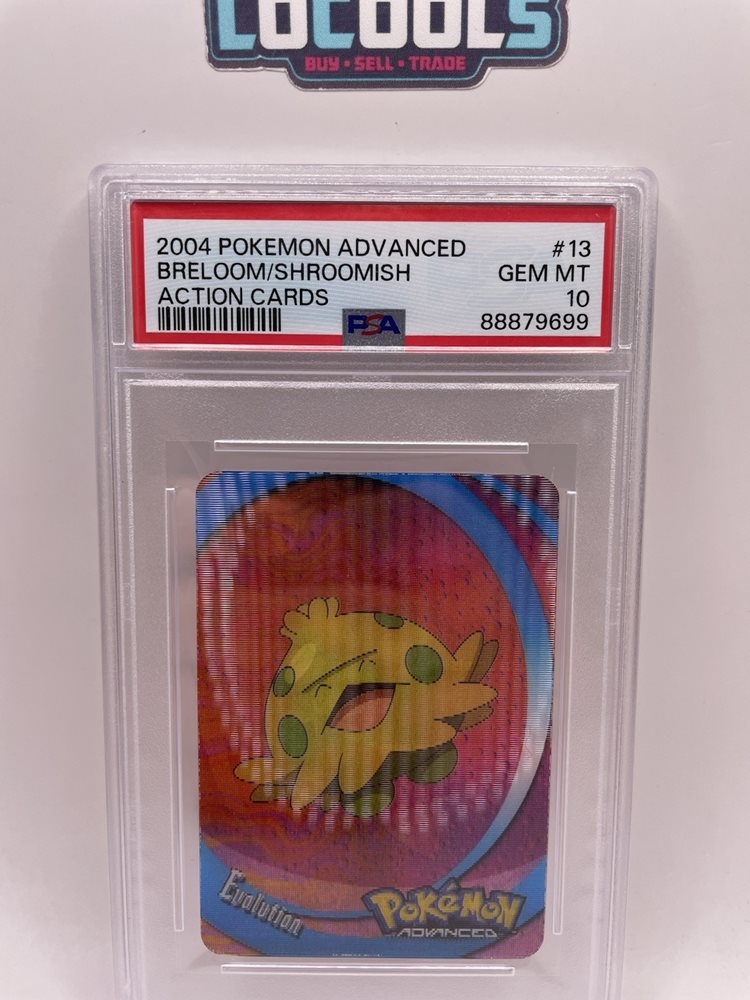 LOCOOLS
BUY • SELL • TRADE
2004 POKEMON ADVANCED #13
BRELOOM/SHROOMISH GEM MT
ACTION CARDS 10
PSA 88879699
Evolution
POKéMON
ADVANCED